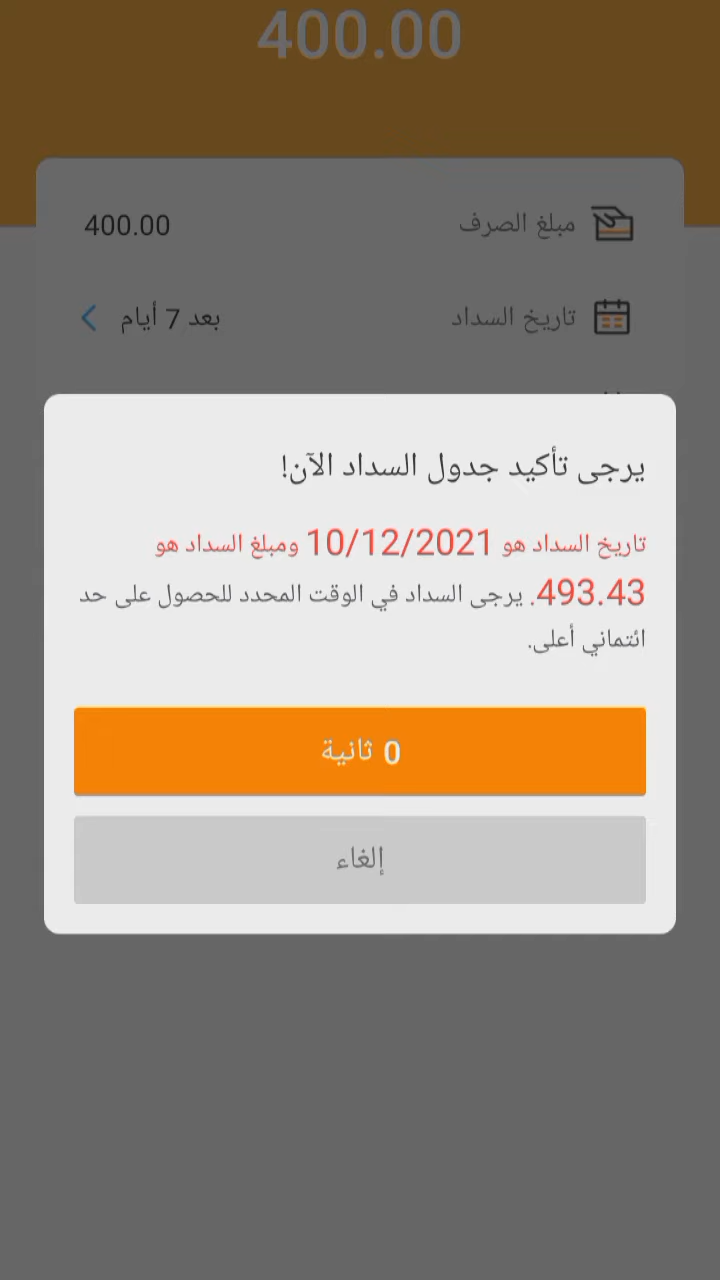 400.00
مبلغ الصرف 400.00
تاريخ السداد بعد 7 أيام
يرجى تأكيد جدول السداد الآن!
تاريخ السداد هو 10/12/2021 ومبلغ السداد هو
493.43. يرجى السداد في الوقت المحدد للحصول على حد
ائتماني أعلى.
0 ثانية
إلغاء